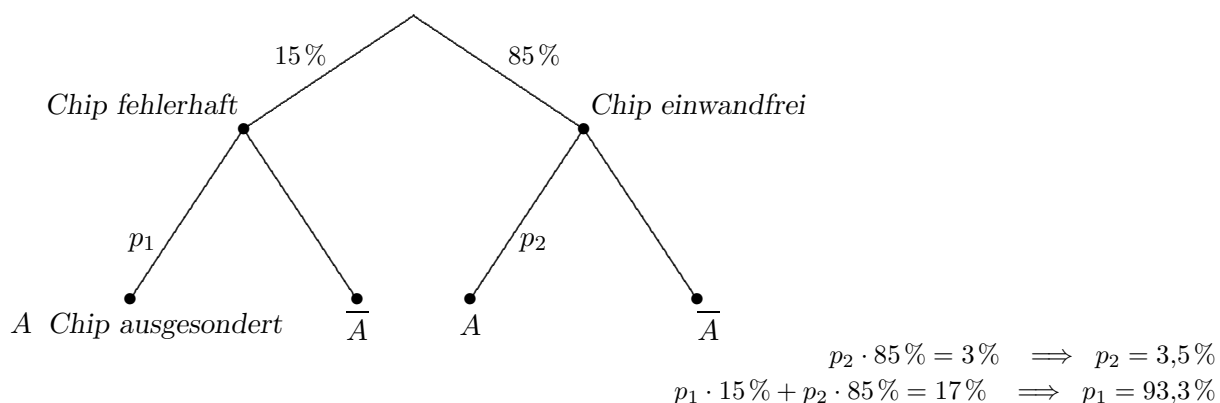 15 % 85 %
Chip fehlerhaft Chip einwandfrei
p₁ p₂
A Chip ausgesondert A̅ A A̅
p₂ · 85 % = 3 % ⟹ p₂ = 3,5 %
p₁ · 15 % + p₂ · 85 % = 17 % ⟹ p₁ = 93,3 %